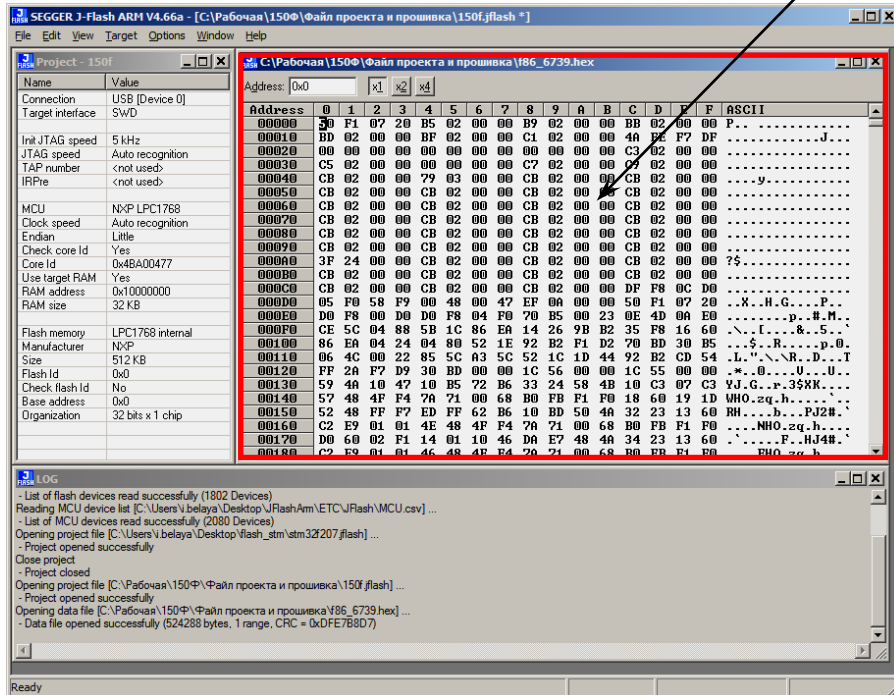 SEGGER J-Flash ARM V4.66a - [C:\Рабочая\150Ф\Файл проекта и прошивка\150f.jflash *]
File Edit View Target Options Window Help
Project - 150f
Name Value
Connection USB [Device 0]
Target interface SWD
Init JTAG speed 5 kHz
JTAG speed Auto recognition
TAP number <not used>
IRPre <not used>
MCU NXP LPC1768
Clock speed Auto recognition
Endian Little
Check core Id Yes
Core Id 0x4BA00477
Use target RAM Yes
RAM address 0x10000000
RAM size 32 KB
Flash memory LPC1768 internal
Manufacturer NXP
Size 512 KB
Flash Id 0x0
Check flash Id No
Base address 0x0
Organization 32 bits x 1 chip
C:\Рабочая\150Ф\Файл проекта и прошивка\f86_6739.hex
Address: 0x0 x1 x2 x4
Address 0 1 2 3 4 5 6 7 8 9 A B C D E F ASCII
00000 50 F1 07 20 B5 02 00 00 B9 02 00 00 BB 02 00 00 P.. ............
00010 BD 02 00 00 BF 02 00 00 C1 02 00 00 4A FE F7 DF ............J...
00020 00 00 00 00 00 00 00 00 00 00 00 00 C3 02 00 00 ................
00030 C5 02 00 00 00 00 00 00 C7 02 00 00 C9 02 00 00 ................
00040 CB 02 00 00 79 03 00 00 CB 02 00 00 CB 02 00 00 ....y...........
00050 CB 02 00 00 CB 02 00 00 CB 02 00 00 CB 02 00 00 ................
00060 CB 02 00 00 CB 02 00 00 CB 02 00 00 CB 02 00 00 ................
00070 CB 02 00 00 CB 02 00 00 CB 02 00 00 CB 02 00 00 ................
00080 CB 02 00 00 CB 02 00 00 CB 02 00 00 CB 02 00 00 ................
00090 CB 02 00 00 CB 02 00 00 CB 02 00 00 CB 02 00 00 ................
000A0 3F 24 00 00 CB 02 00 00 CB 02 00 00 CB 02 00 00 ?$..............
000B0 CB 02 00 00 CB 02 00 00 CB 02 00 00 CB 02 00 00 ................
000C0 CB 02 00 00 CB 02 00 00 CB 02 00 00 DF F8 0C D0 ................
000D0 05 F0 58 F9 00 48 00 47 EF 0A 00 00 50 F1 07 20 ..X..H.G....P..
000E0 D0 F8 00 D0 D0 F8 04 F0 70 B5 00 23 0E 4D 0A E0 ........p..#.M..
000F0 CE 5C 04 88 5B 1C 86 EA 14 26 9B B2 35 F8 16 60 .\..[....&..5..`
00100 86 EA 04 24 04 80 52 1E 92 B2 F1 D2 70 BD 30 B5 ...$..R.....p.0.
00110 06 4C 00 22 85 5C A3 5C 52 1C 1D 44 92 B2 CD 54 .L.".\.\R..D...T
00120 FF 2A F7 D9 30 BD 00 00 1C 56 00 00 1C 55 00 00 .*..0....V...U..
00130 59 4A 10 47 10 B5 72 B6 33 24 58 4B 10 C3 07 C3 YJ.G..r.3$XK....
00140 57 48 4F F4 7A 71 00 68 B0 FB F1 F0 18 60 19 1D WHO.zq.h.....`..
00150 52 48 FF F7 ED FF 62 B6 10 BD 50 4A 32 23 13 60 RH....b...PJ2#.`
00160 C2 E9 01 01 4E 48 4F F4 7A 71 00 68 B0 FB F1 F0 ....NHO.zq.h....
00170 D0 60 02 F1 14 01 10 46 DA E7 48 4A 34 23 13 60 .`.....F..HJ4#.`
00180 C2 E9 01 01 46 48 4F F4 7A 71 00 68 B0 FB F1 F0 ....FHO.zq.h....
LOG
- List of flash devices read successfully (1802 Devices)
Reading MCU device list [C:\Users\i.belaya\Desktop\JFlashArm\ETC\JFlash\MCU.csv] ...
- List of MCU devices read successfully (2080 Devices)
Opening project file [C:\Users\i.belaya\Desktop\flash_stm\stm32f207.jflash] ...
- Project opened successfully
Close project
- Project closed
Opening project file [C:\Рабочая\150Ф\Файл проекта и прошивка\150f.jflash] ...
- Project opened successfully
Opening data file [C:\Рабочая\150Ф\Файл проекта и прошивка\f86_6739.hex] ...
- Data file opened successfully (524288 bytes, 1 range, CRC = 0xDFE7B8D7)
Ready